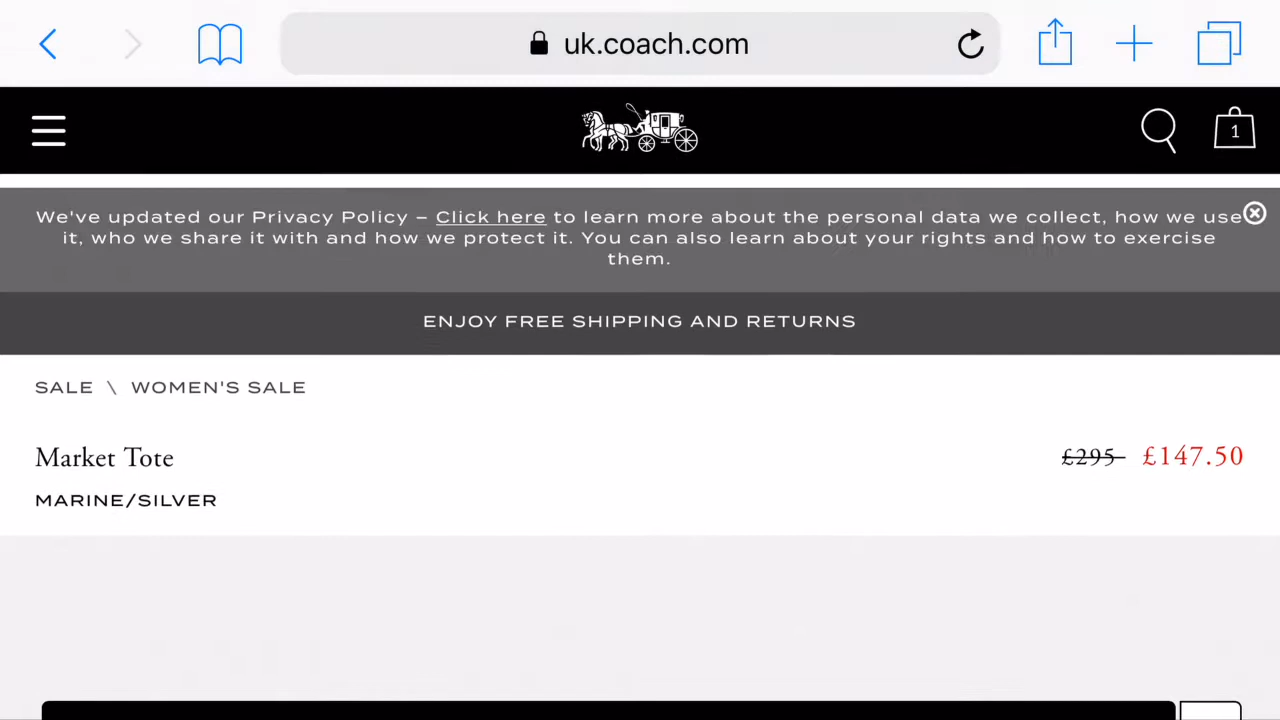 uk.coach.com
1
We've updated our Privacy Policy – Click here to learn more about the personal data we collect, how we use
it, who we share it with and how we protect it. You can also learn about your rights and how to exercise
them.
ENJOY FREE SHIPPING AND RETURNS
SALE \ WOMEN'S SALE
Market Tote £295 £147.50
MARINE/SILVER